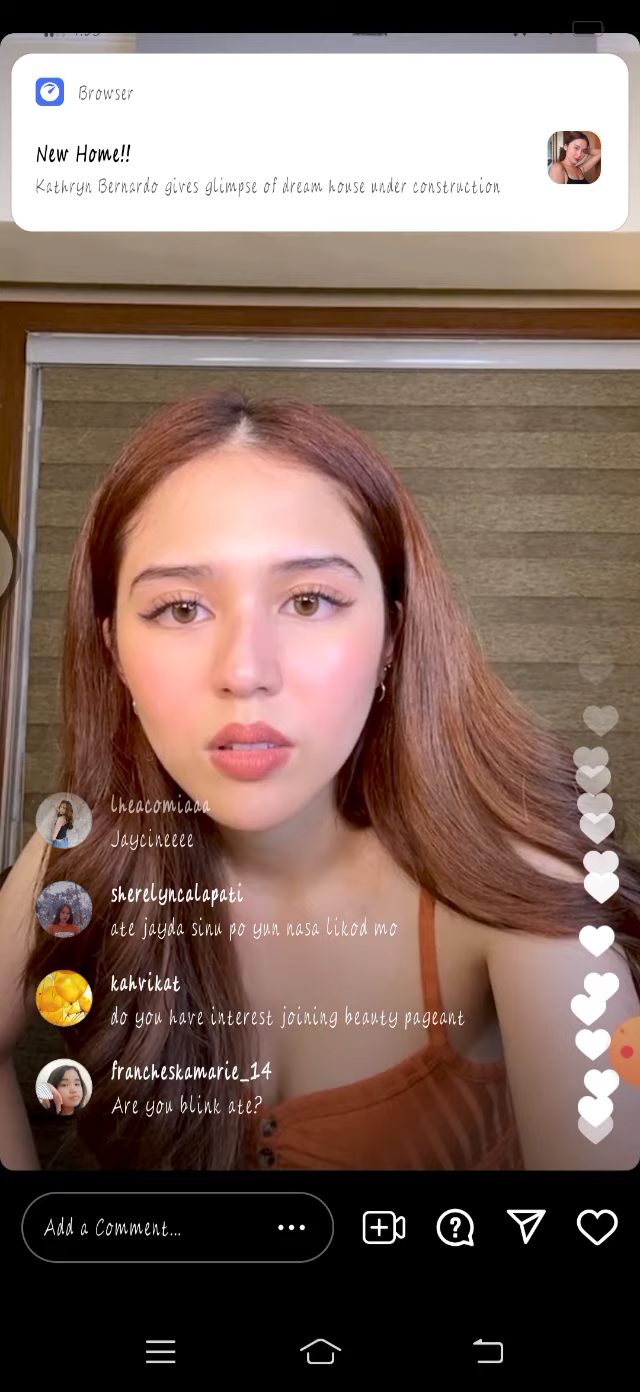 Browser
New Home!!
Kathryn Bernardo gives glimpse of dream house under construction
lheacomiaaa
Jaycineeee
sherelyncalapati
ate jayda sinu po yun nasa likod mo
kahvikat
do you have interest joining beauty pageant
francheskamarie_14
Are you blink ate?
Add a Comment...